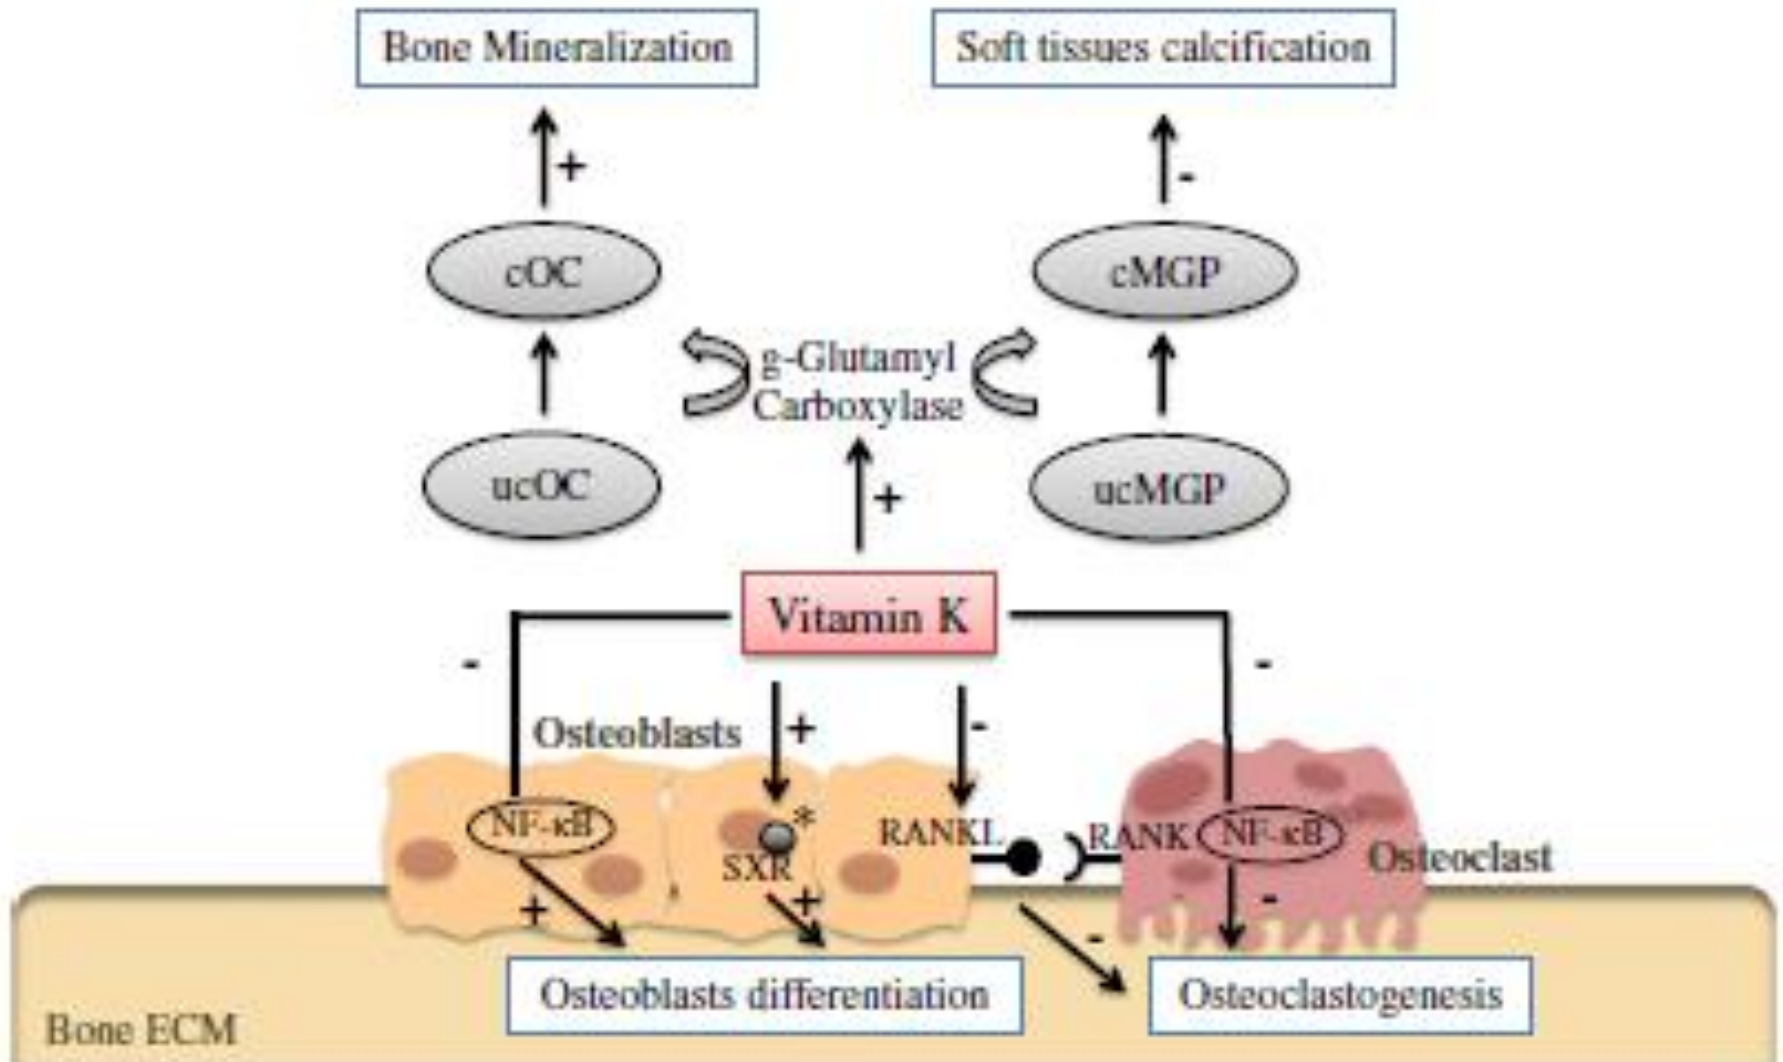 Bone Mineralization
Soft tissues calcification
+
-
cOC
cMGP
g-Glutamyl
Carboxylase
ucOC
ucMGP
+
Vitamin K
-
-
Osteoblasts
+
-
NF-κB
*
SXR
RANKL
RANK
NF-κB
Osteoclast
+
+
-
-
Osteoblasts differentiation
Osteoclastogenesis
Bone ECM